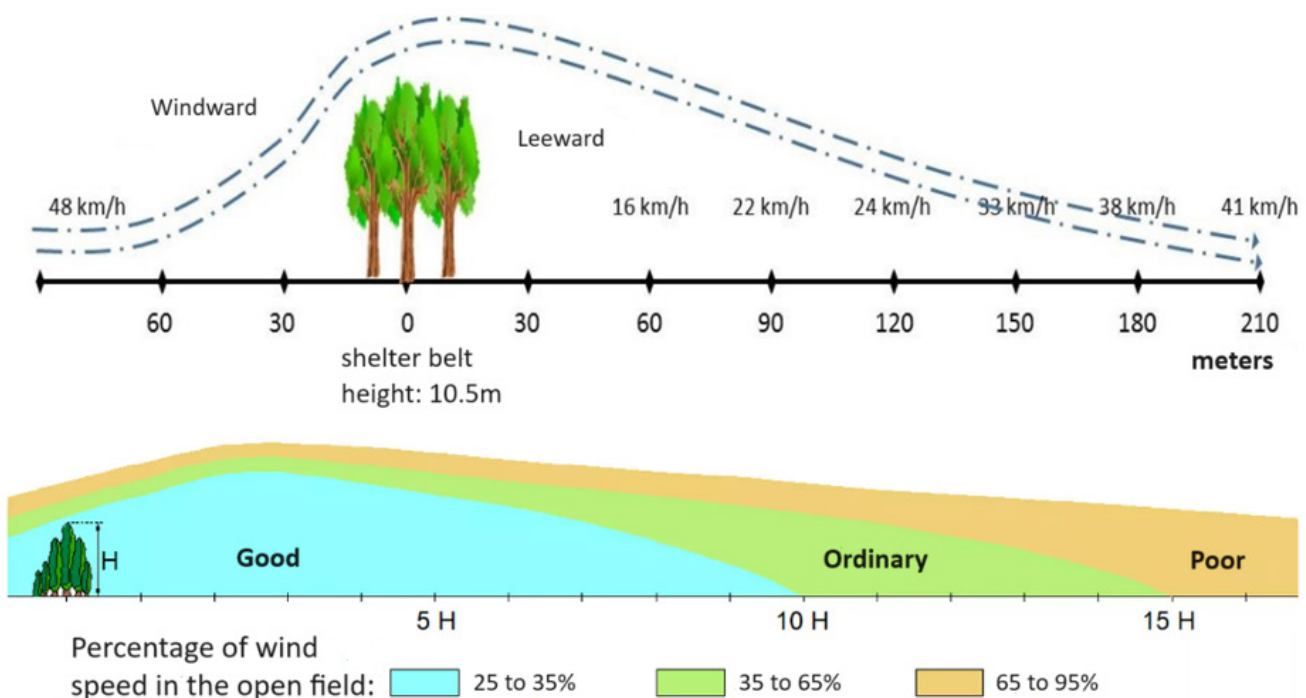 Windward
Leeward
48 km/h 16 km/h 22 km/h 24 km/h 33 km/h 38 km/h 41 km/h
60 30 0 30 60 90 120 150 180 210
shelter belt meters
height: 10.5m
H Good Ordinary Poor
5 H 10 H 15 H
Percentage of wind
speed in the open field: 25 to 35% 35 to 65% 65 to 95%